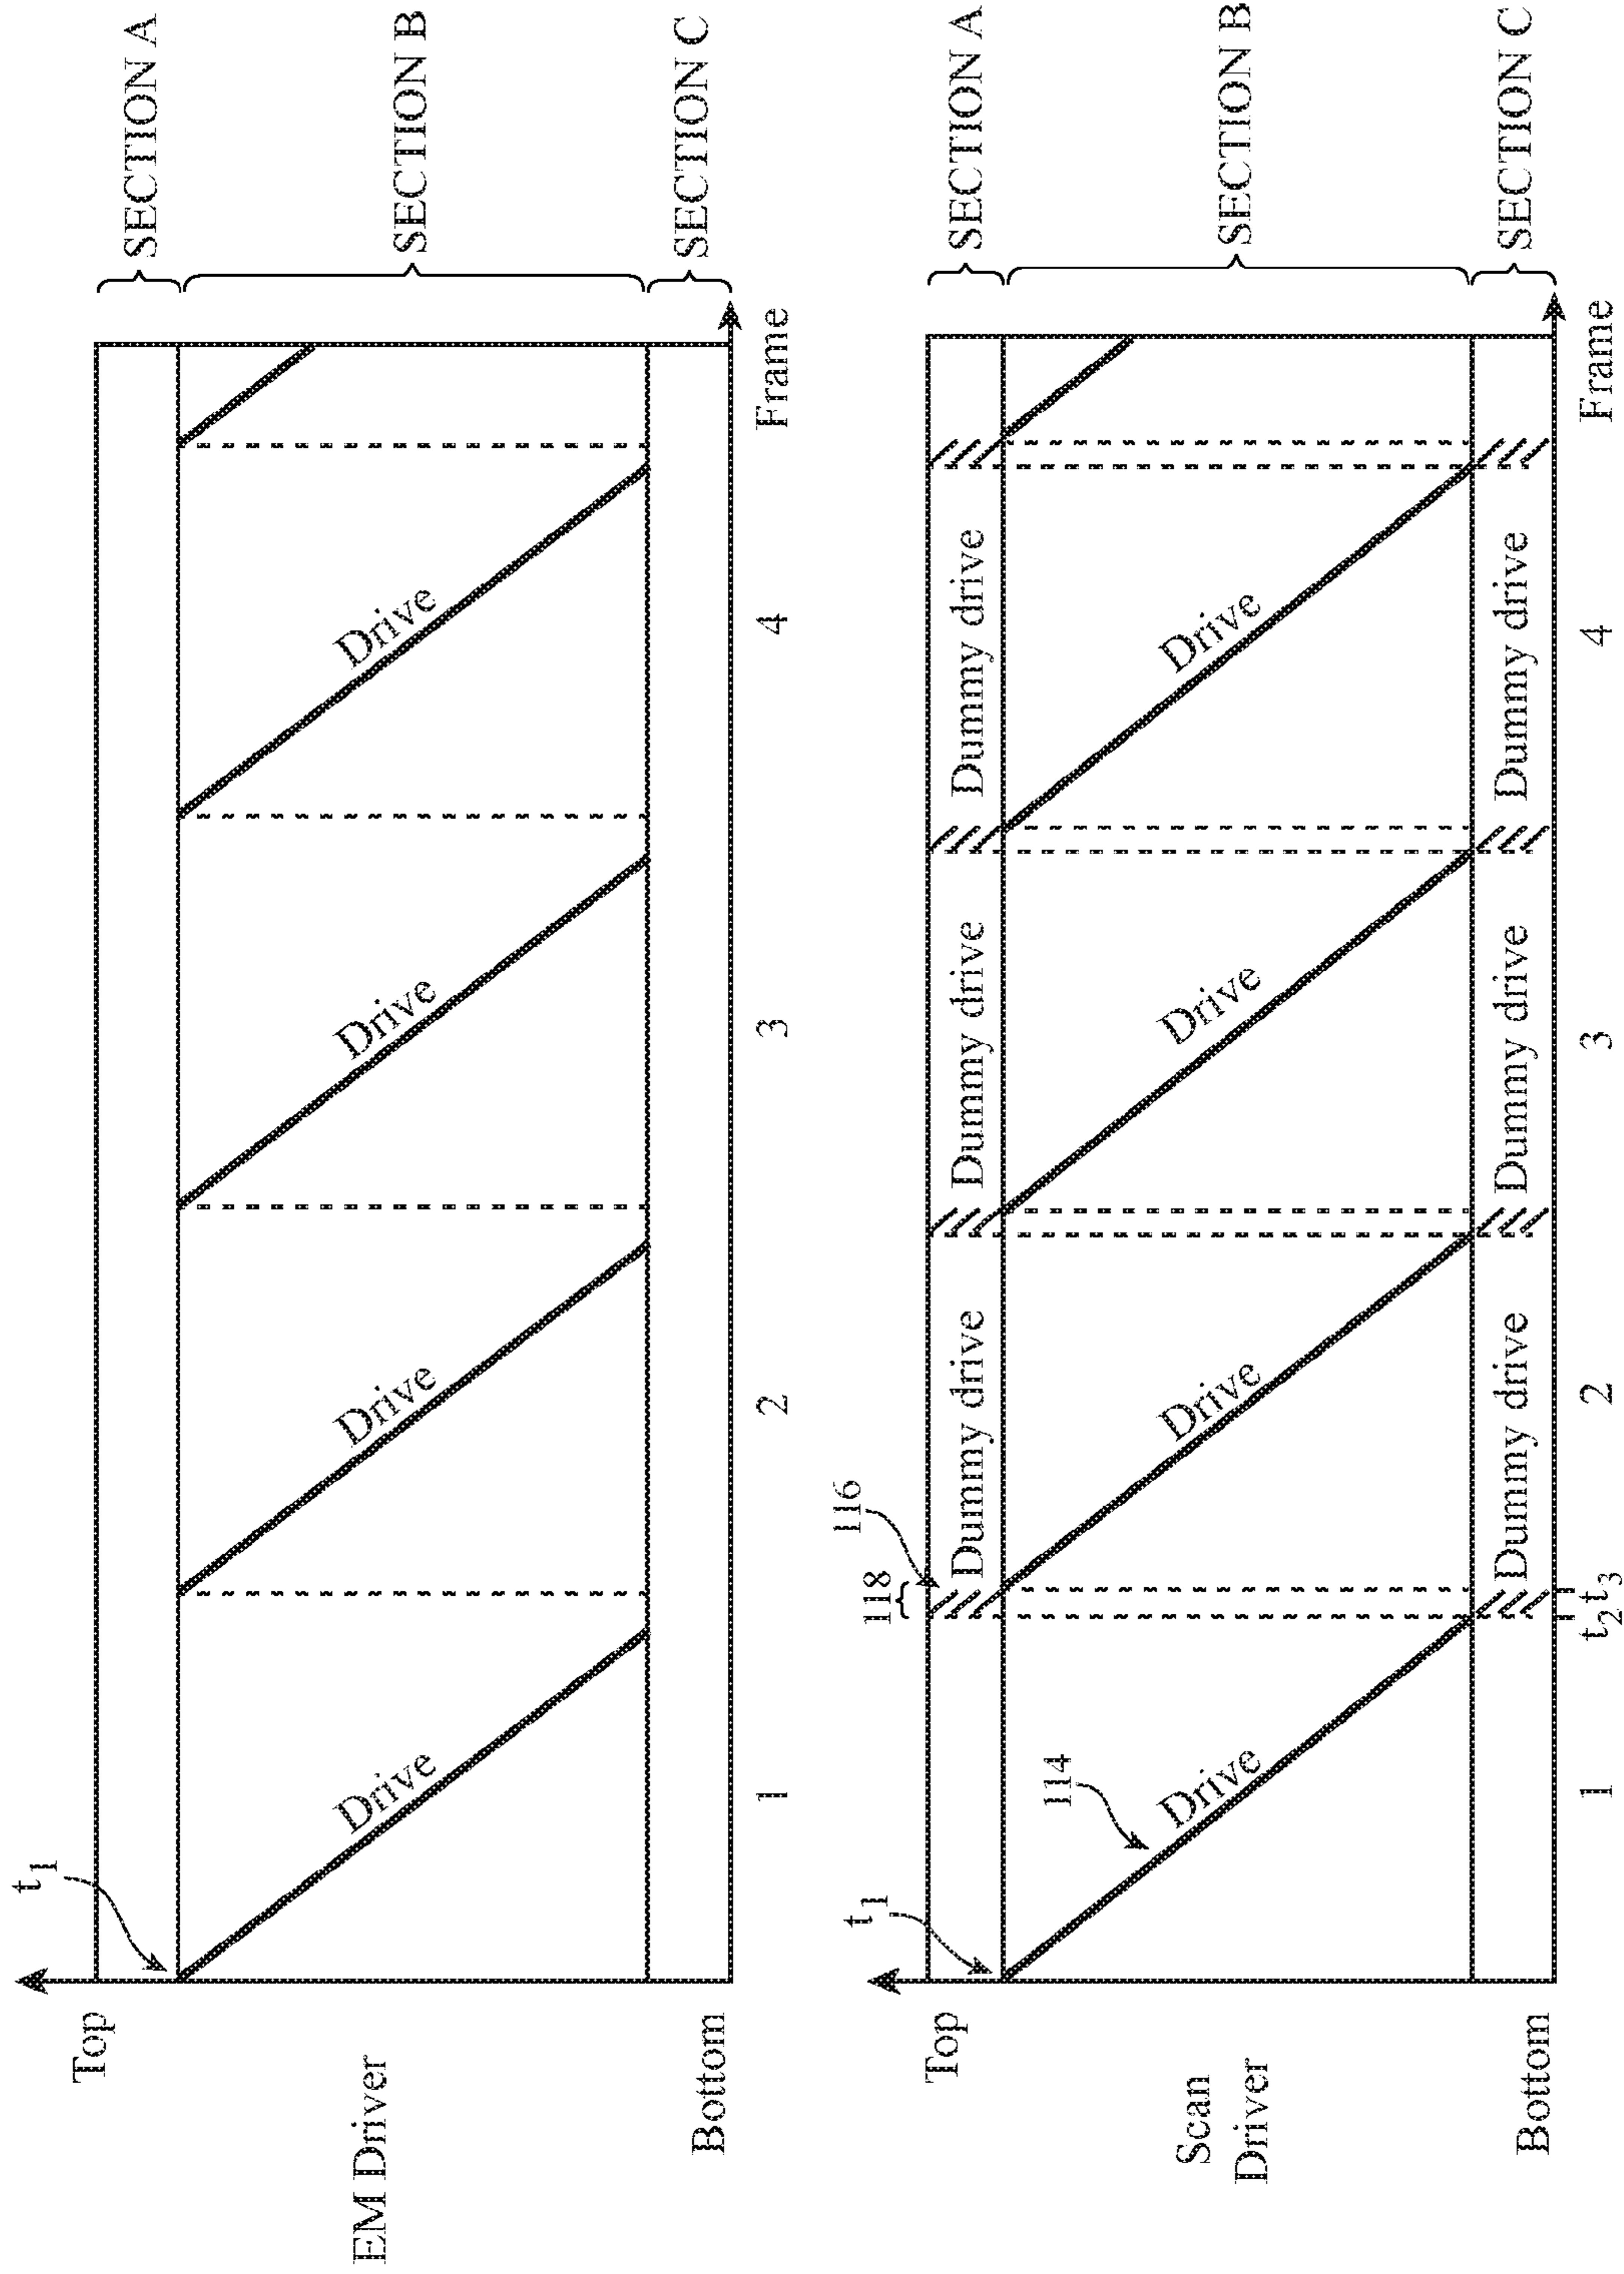 t1
Top
SECTION A
Drive
Drive
Drive
Drive
EM Driver
SECTION B
Bottom
SECTION C
1
2
3
4
Frame
t1
118
116
Top
Dummy drive
Dummy drive
Dummy drive
SECTION A
114
Drive
Drive
Drive
Drive
Scan
Driver
SECTION B
Bottom
Dummy drive
Dummy drive
Dummy drive
SECTION C
1
t2
t3
2
3
4
Frame